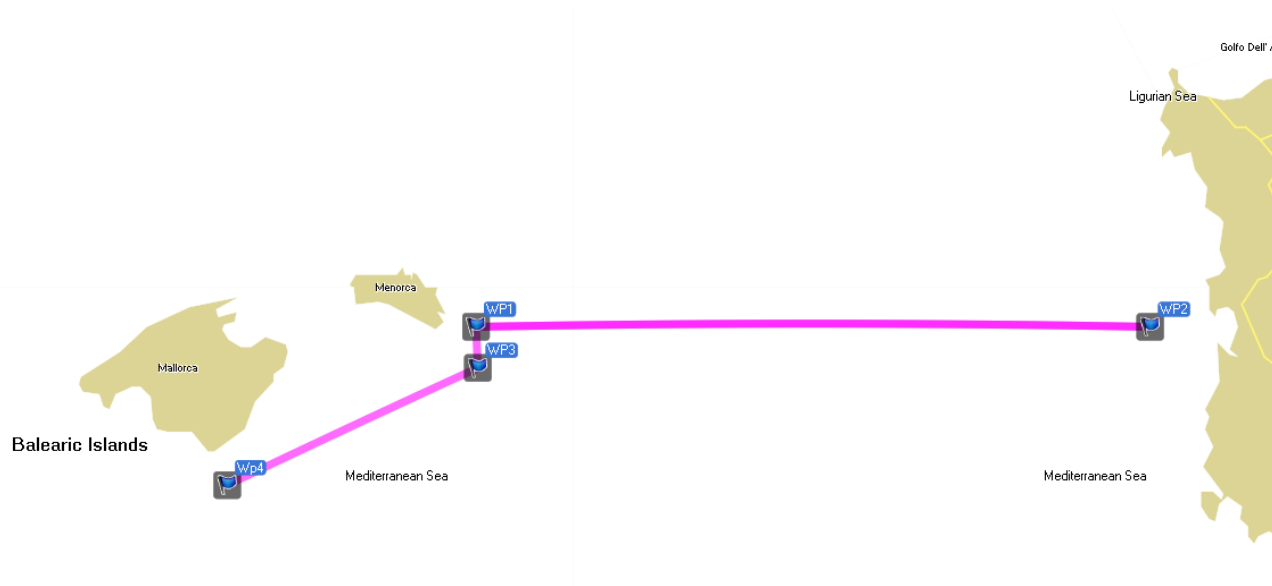 Golfo Dell'
Ligurian Sea
Menorca
WP1
WP2
WP3
Mallorca
Balearic Islands
Wp4
Mediterranean Sea
Mediterranean Sea